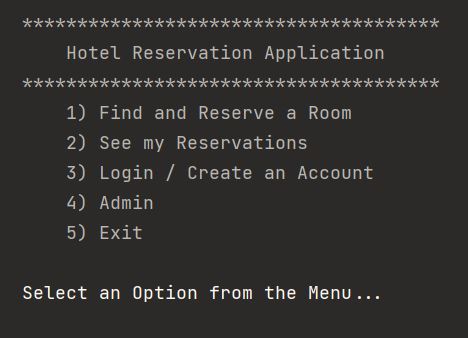 **************************************
Hotel Reservation Application
**************************************
1) Find and Reserve a Room
2) See my Reservations
3) Login / Create an Account
4) Admin
5) Exit
Select an Option from the Menu...